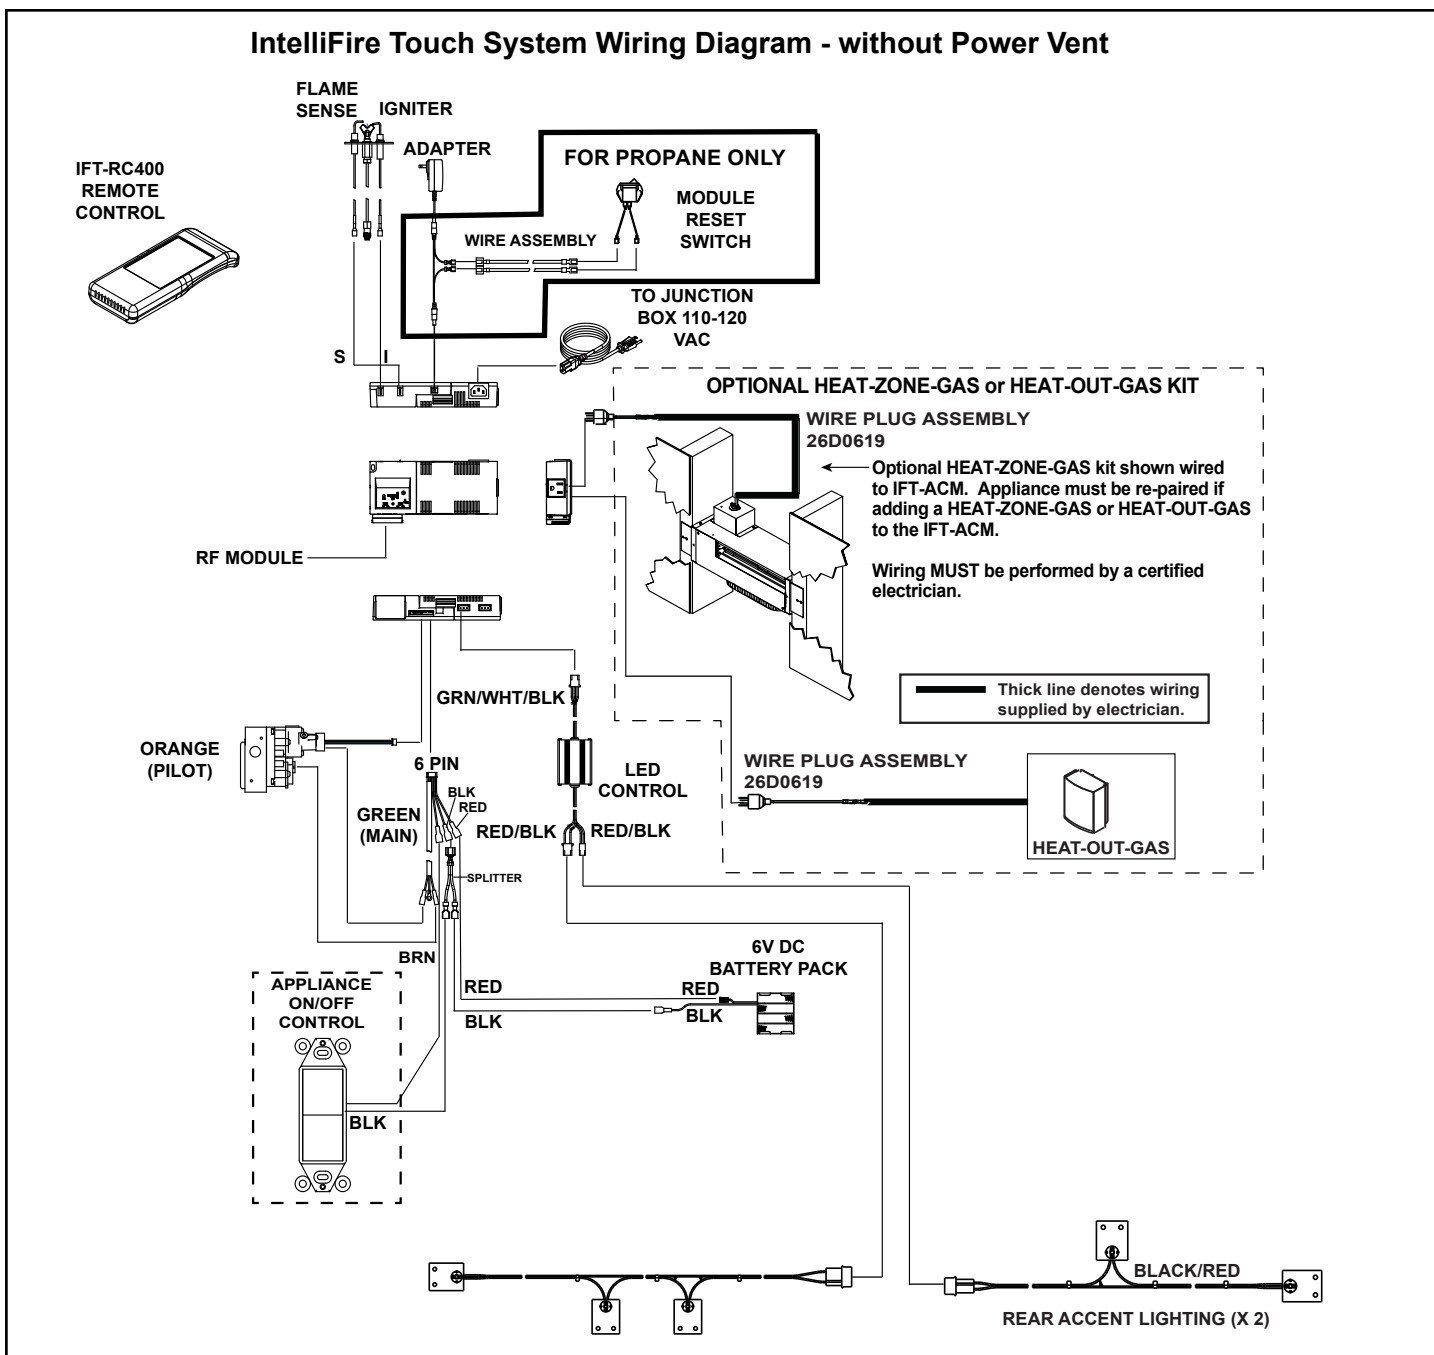 IntelliFire Touch System Wiring Diagram - without Power Vent
FLAME
SENSE
IGNITER
ADAPTER
FOR PROPANE ONLY
IFT-RC400
REMOTE
CONTROL
MODULE
RESET
SWITCH
WIRE ASSEMBLY
TO JUNCTION
BOX 110-120
VAC
S
I
OPTIONAL HEAT-ZONE-GAS or HEAT-OUT-GAS KIT
WIRE PLUG ASSEMBLY
26D0619
Optional HEAT-ZONE-GAS kit shown wired
to IFT-ACM. Appliance must be re-paired if
adding a HEAT-ZONE-GAS or HEAT-OUT-GAS
to the IFT-ACM.
Wiring MUST be performed by a certified
electrician.
RF MODULE
Thick line denotes wiring
supplied by electrician.
GRN/WHT/BLK
ORANGE
(PILOT)
6 PIN
BLK
RED
GREEN
(MAIN)
LED
CONTROL
RED/BLK
RED/BLK
WIRE PLUG ASSEMBLY
26D0619
HEAT-OUT-GAS
SPLITTER
BRN
6V DC
BATTERY PACK
APPLIANCE
ON/OFF
CONTROL
RED
RED
BLK
BLK
BLK
BLACK/RED
REAR ACCENT LIGHTING (X 2)